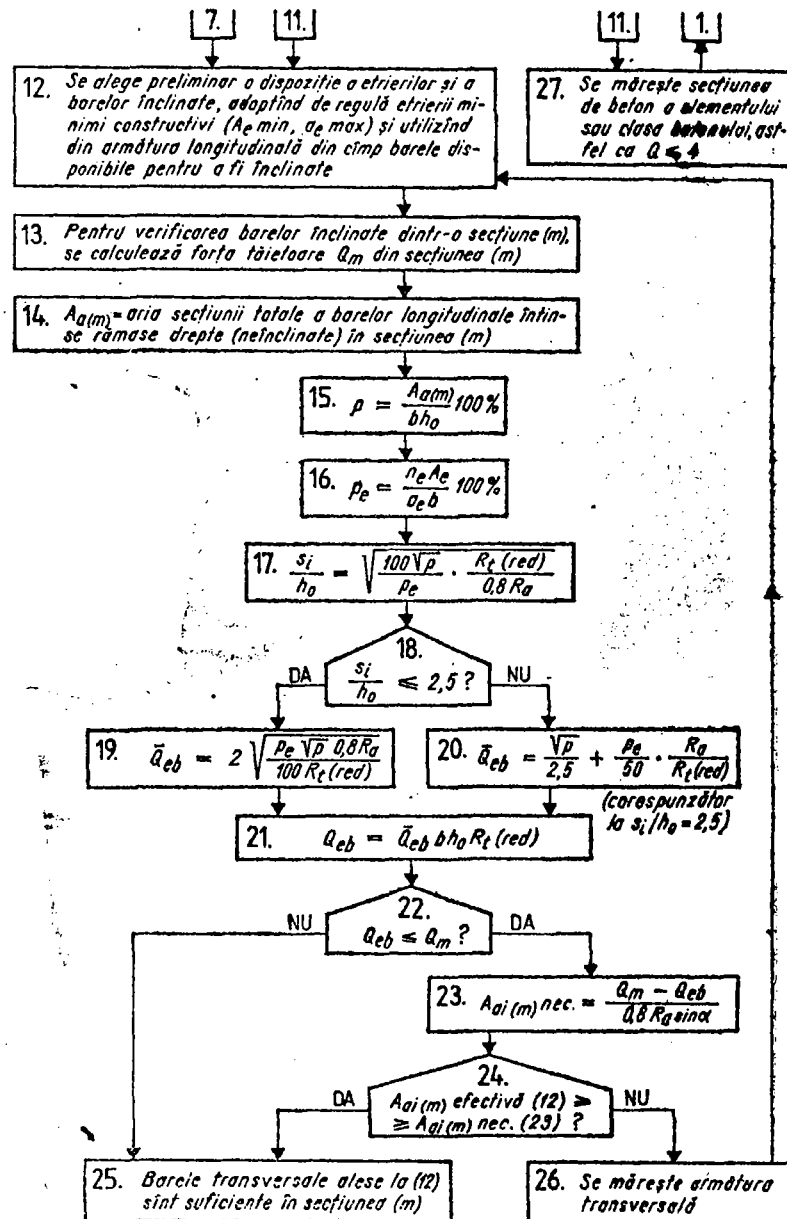 7.
11.
11.
1.
12. Se alege preliminar o dispoziție a etrierilor și a
barelor înclinate, adoptînd de regulă etrierii mi-
nimi constructivi (Ae min, ae max) și utilizînd
din armătura longitudinală din cîmp barele dis-
ponibile pentru a fi înclinate
27. Se mărește secțiunea
de beton a elementului
sau clasa betonului, ast-
fel ca Q ≤ 4
13. Pentru verificarea barelor înclinate dintr-o secțiune (m),
se calculează forța tăietoare Qm din secțiunea (m)
14. Aa(m) = aria secțiunii totale a barelor longitudinale întin-
se rămase drepte (neînclinate) în secțiunea (m)
15. p = Aa(m) / bh0 100%
16. pe = ne Ae / ae b 100%
17. si / h0 = √(100√p / pe · Rt (red) / 0,8 Ra)
18.
si / h0 ≤ 2,5 ?
DA
NU
19. Q̄eb = 2 √(pe √p 0,8 Ra / 100 Rt (red))
20. Q̄eb = √p / 2,5 + pe / 50 · Ra / Rt (red)
(corespunzător
la si/h0 = 2,5)
21. Qeb = Q̄eb bh0 Rt (red)
22.
Qeb ≤ Qm ?
NU
DA
23. Aai (m) nec. = Qm − Qeb / 0,8 Ra sinα
24.
Aai (m) efectivă (12) ≥
≥ Aai (m) nec. (23) ?
DA
NU
25. Barele transversale alese la (12)
sînt suficiente în secțiunea (m)
26. Se mărește armătura
transversală